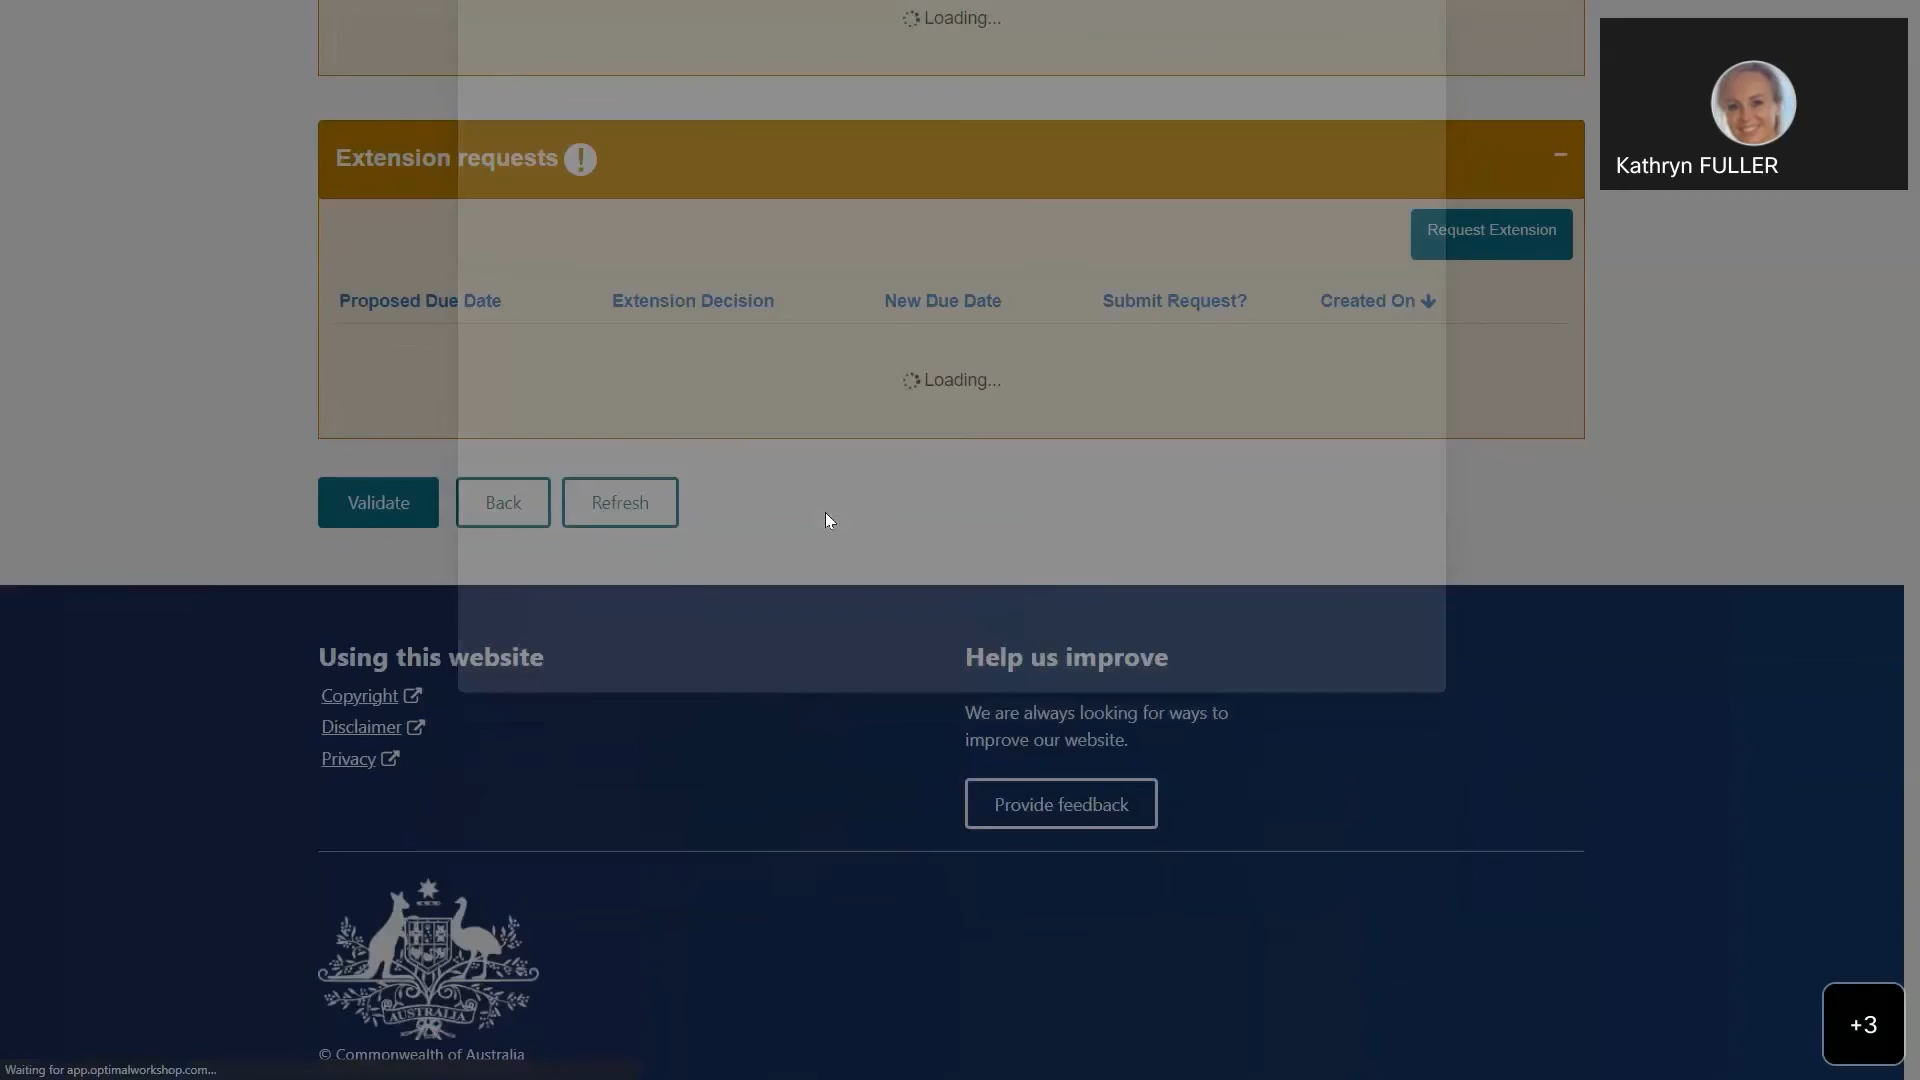 Loading...
Extension requests !
Request Extension
Proposed Due Date Extension Decision New Due Date Submit Request? Created On
Loading...
Validate Back Refresh
Kathryn FULLER
Using this website
Copyright
Disclaimer
Privacy
Help us improve
We are always looking for ways to
improve our website.
Provide feedback
AUSTRALIA
© Commonwealth of Australia
Waiting for app.optimalworkshop.com...
+3